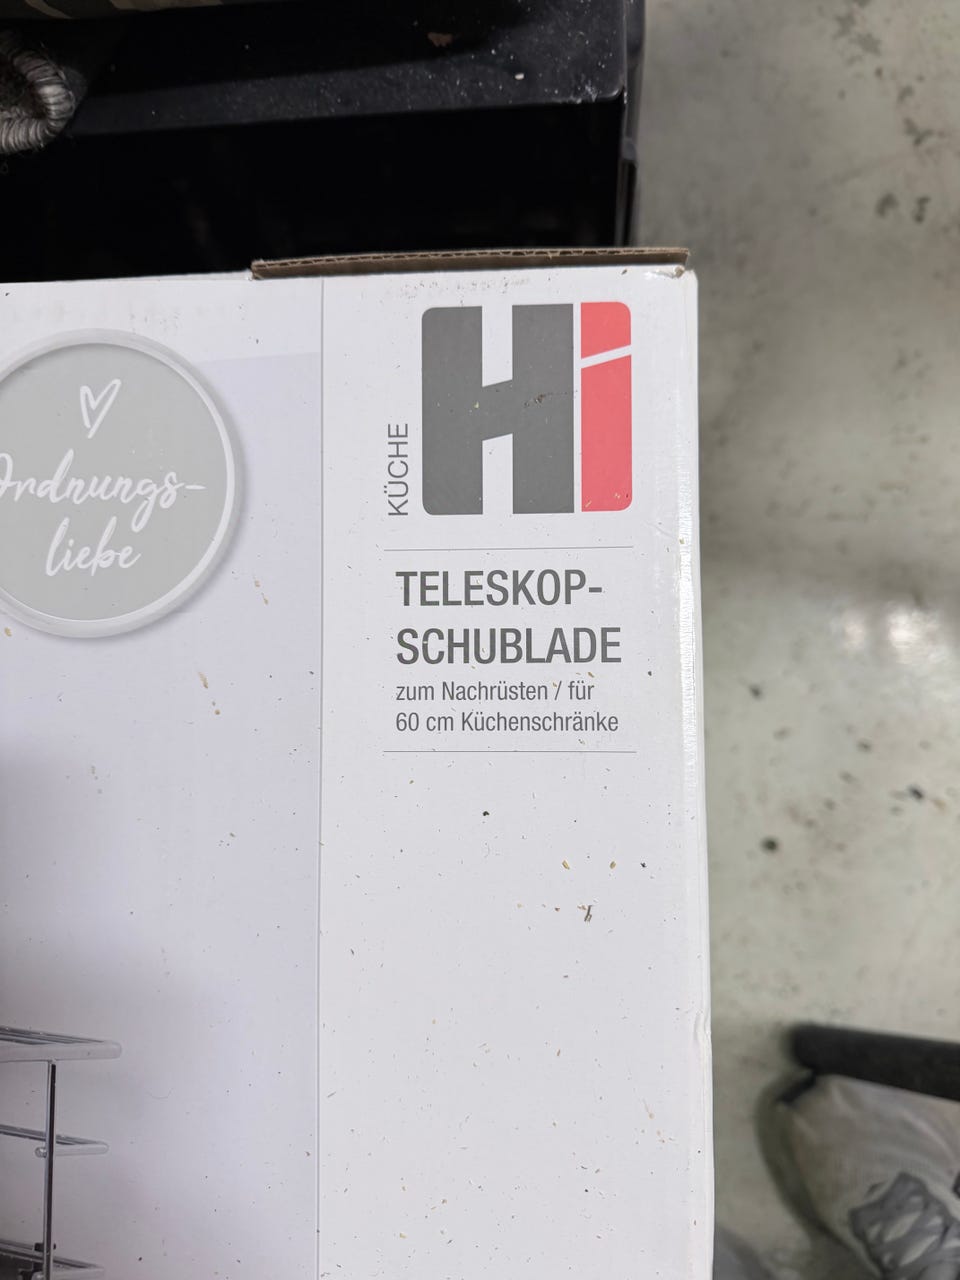 Ordnungs-
liebe
KÜCHE
Hi
TELESKOP-
SCHUBLADE
zum Nachrüsten / für
60 cm Küchenschränke